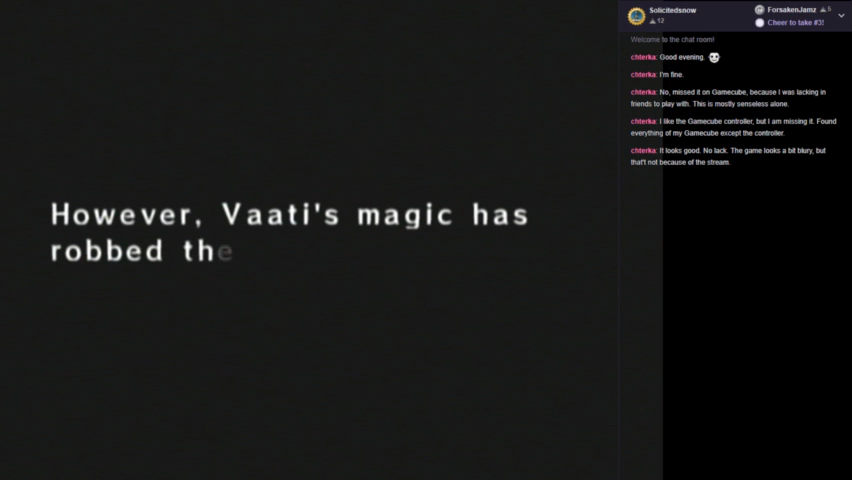 However, Vaati's magic has
robbed the
Solicitedsnow
12
ForsakenJamz 5
Cheer to take #3!
Welcome to the chat room!
chterka: Good evening.
chterka: I'm fine.
chterka: No, missed it on Gamecube, because I was lacking in
friends to play with. This is mostly senseless alone.
chterka: I like the Gamecube controller, but I am missing it. Found
everything of my Gamecube except the controller.
chterka: It looks good. No lack. The game looks a bit blury, but
that't not because of the stream.